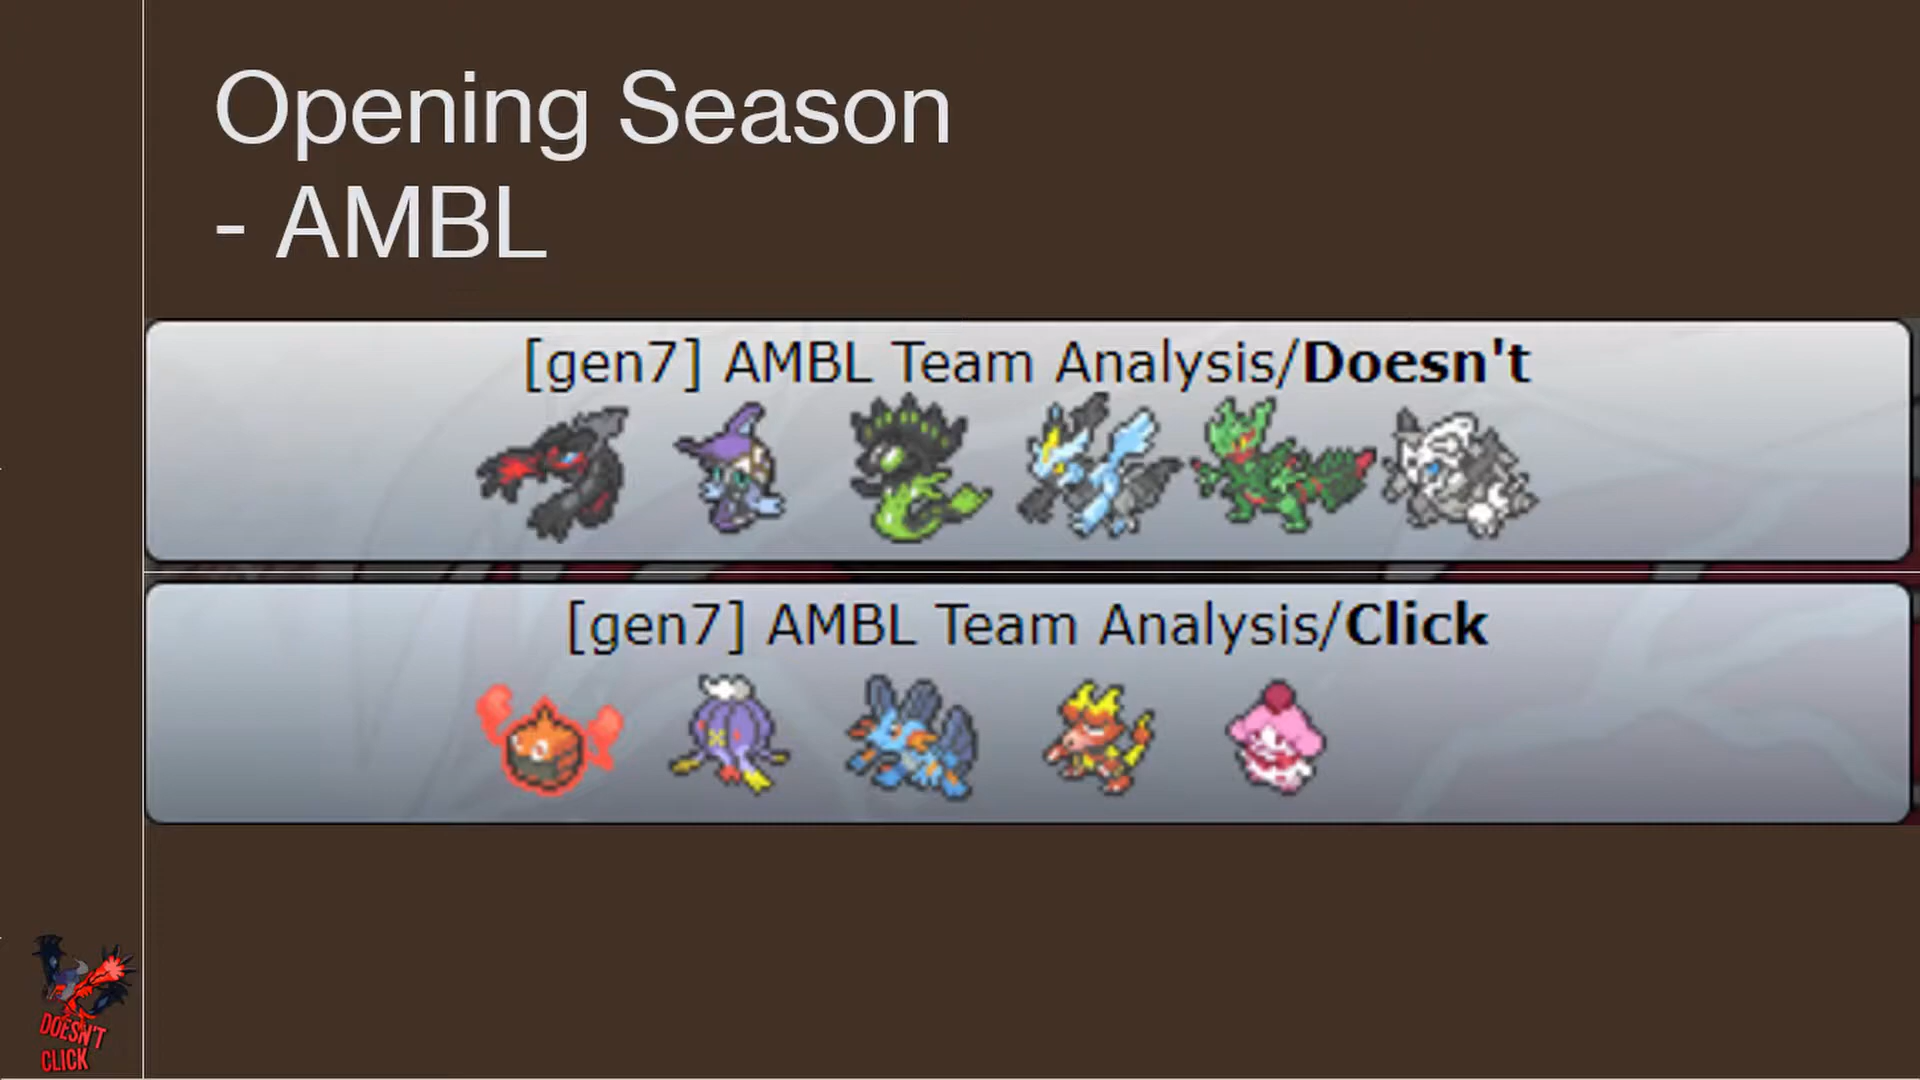 Opening Season
- AMBL
[gen7] AMBL Team Analysis/Doesn't
[gen7] AMBL Team Analysis/Click
DOESN'T
CLICK